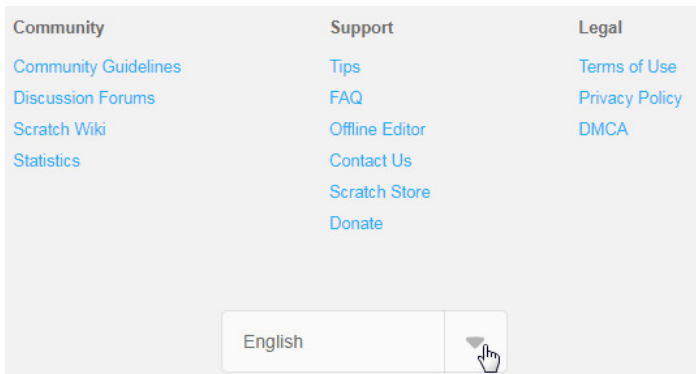 Community
Community Guidelines
Discussion Forums
Scratch Wiki
Statistics
Support
Tips
FAQ
Offline Editor
Contact Us
Scratch Store
Donate
Legal
Terms of Use
Privacy Policy
DMCA
English